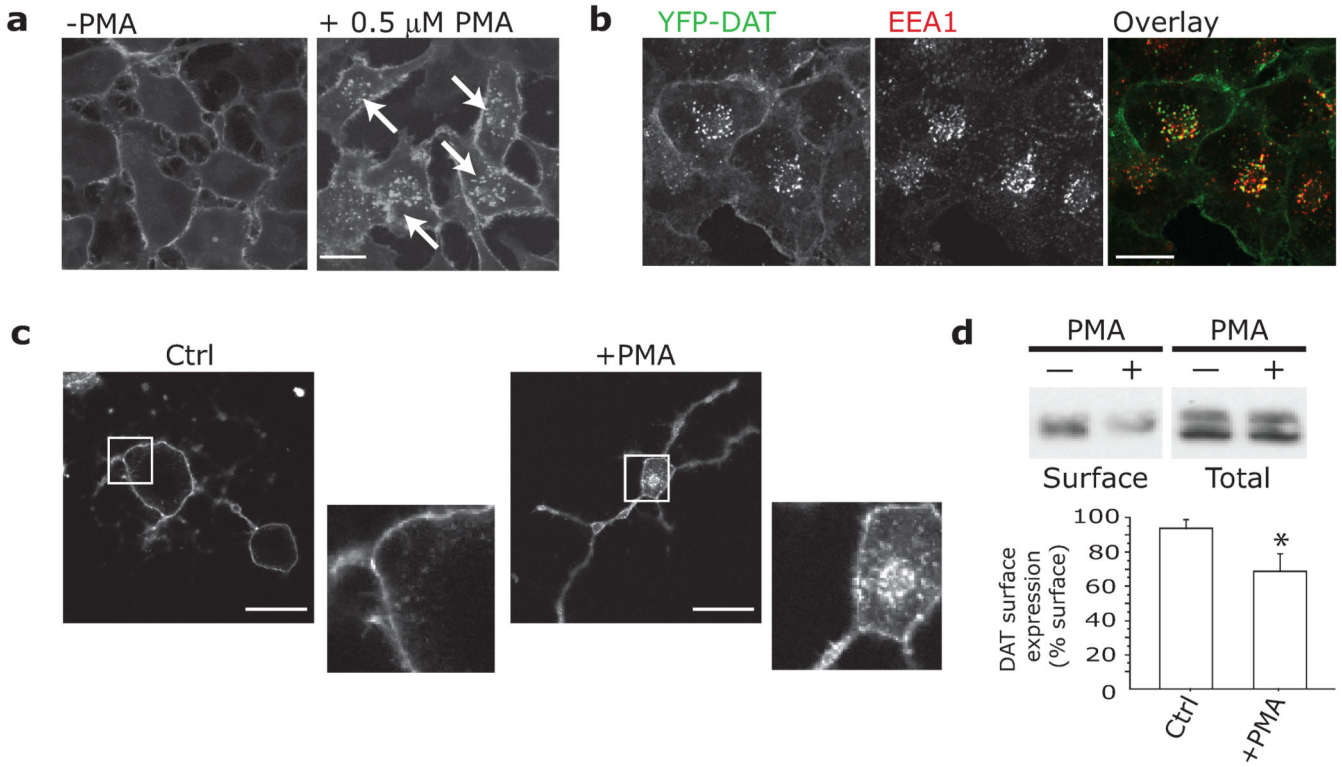 a
-PMA
+ 0.5 μM PMA
b
YFP-DAT
EEA1
Overlay
c
Ctrl
+PMA
d
PMA
PMA
— +
— +
Surface
Total
DAT surface
expression
(% surface)
100
80
60
40
20
0
*
Ctrl
+PMA